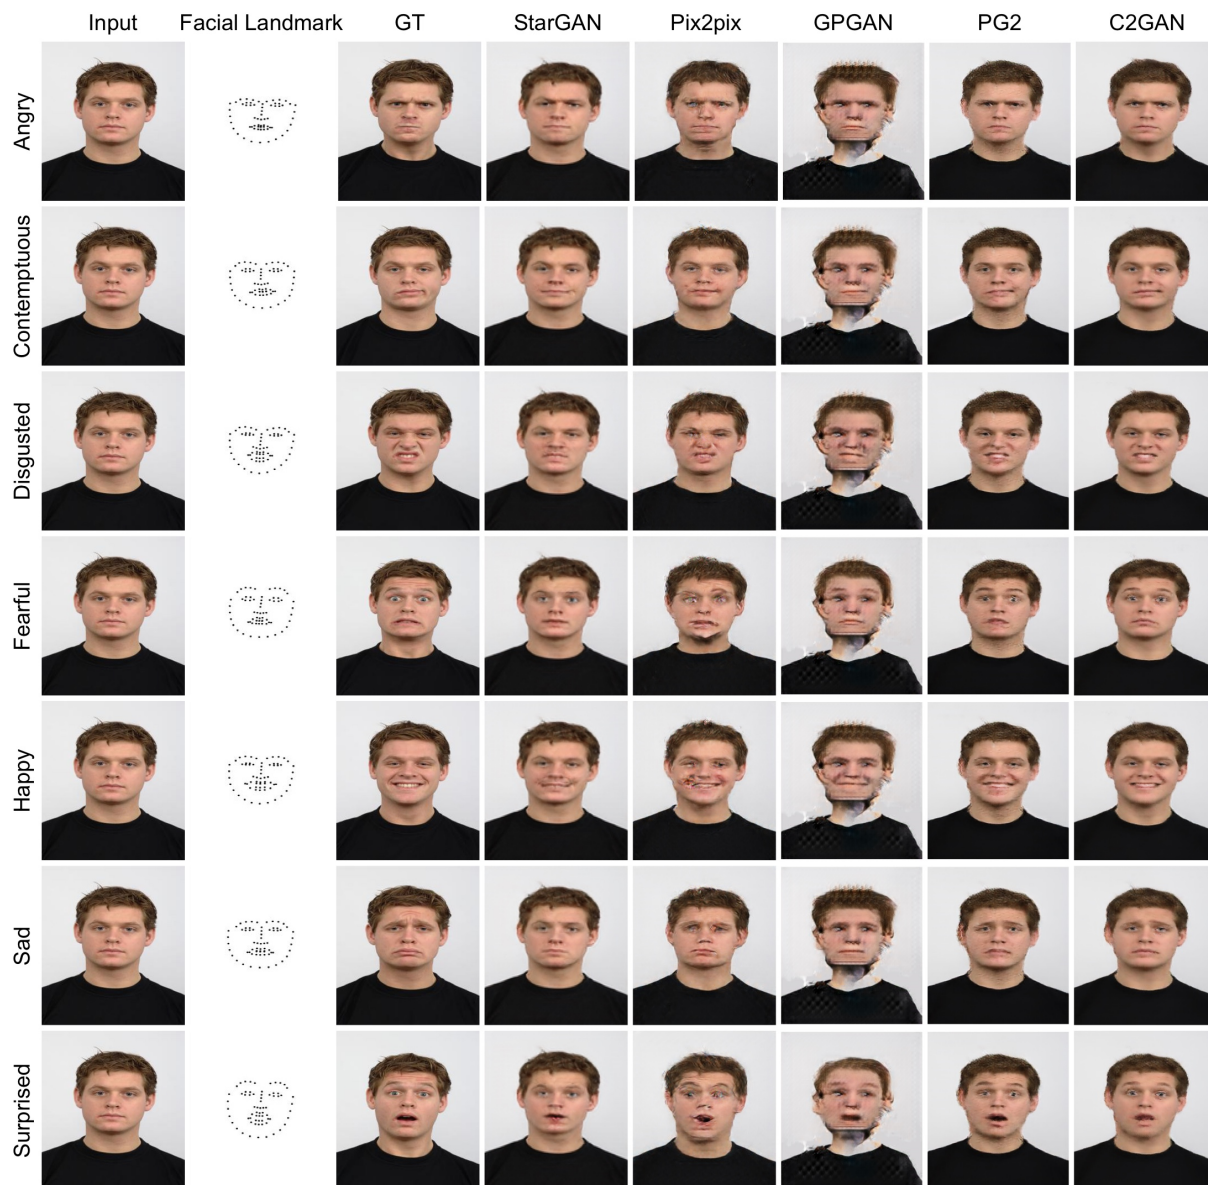 Input Facial Landmark GT StarGAN Pix2pix GPGAN PG2 C2GAN
Angry
Contemptuous
Disgusted
Fearful
Happy
Sad
Surprised